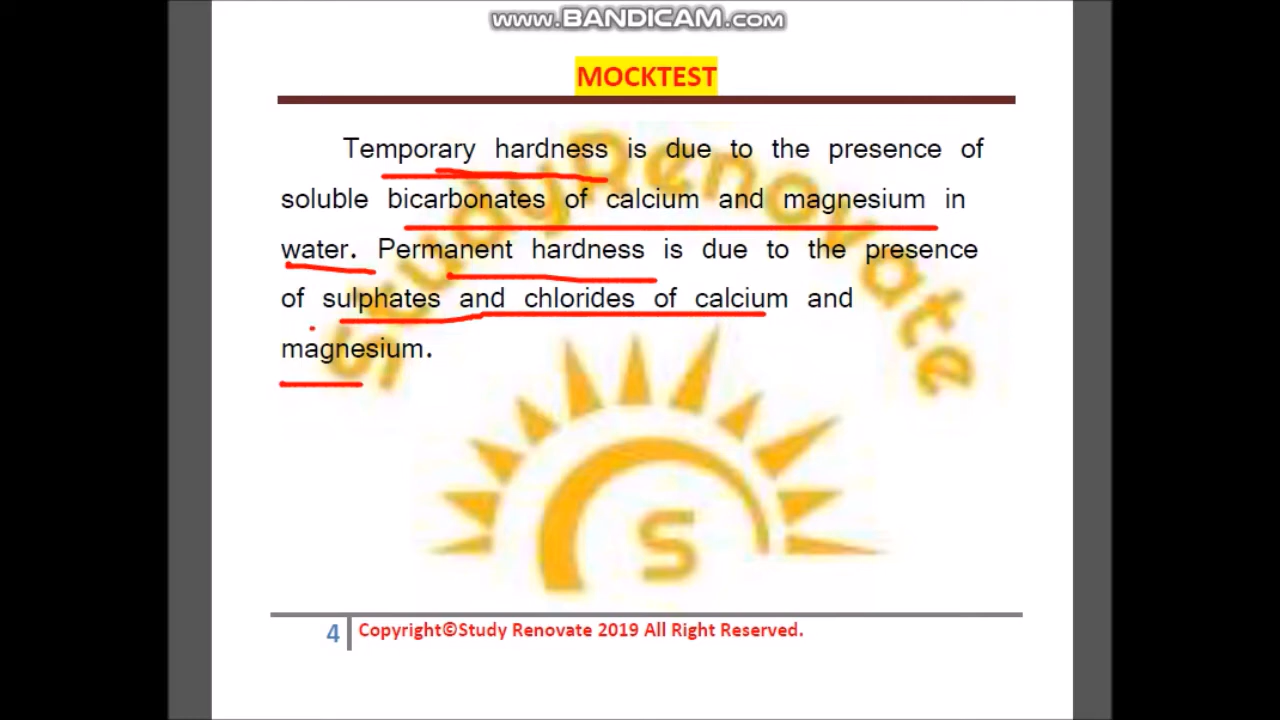 www.BANDICAM.com
MOCKTEST
Temporary hardness is due to the presence of
soluble bicarbonates of calcium and magnesium in
water. Permanent hardness is due to the presence
of sulphates and chlorides of calcium and
magnesium.
StudyRenovate
S
4 Copyright©Study Renovate 2019 All Right Reserved.